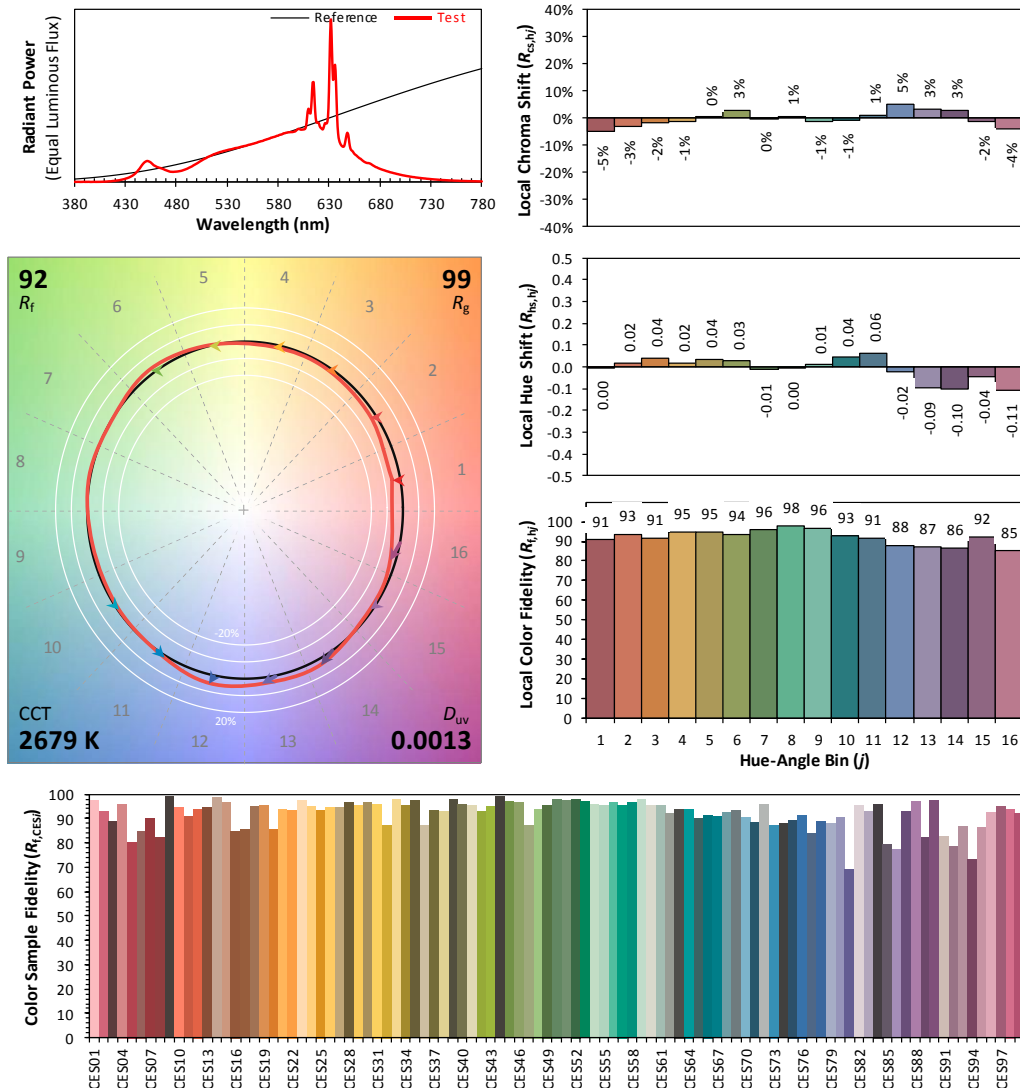 Reference
Test
Radiant Power
(Equal Luminous Flux)
380 430 480 530 580 630 680 730 780
Wavelength (nm)
Local Chroma Shift (Rcs,hj)
40%
30%
20%
10%
0%
-10%
-20%
-30%
-40%
-5% -3% -2% -1% 0% 3% 0% 1% -1% -1% 1% 5% 3% 3% -2% -4%
92
Rf
99
Rg
CCT
2679 K
Duv
0.0013
1 2 3 4 5 6 7 8 9 10 11 12 13 14 15 16
-20%
20%
Local Hue Shift (Rhs,hj)
0.5
0.4
0.3
0.2
0.1
0.0
-0.1
-0.2
-0.3
-0.4
-0.5
0.00 0.02 0.04 0.02 0.04 0.03 -0.01 0.00 0.01 0.04 0.06 -0.02 -0.09 -0.10 -0.04 -0.11
Local Color Fidelity (Rf,hj)
100
90
80
70
60
50
40
30
20
10
0
91 93 91 95 95 94 96 98 96 93 91 88 87 86 92 85
1 2 3 4 5 6 7 8 9 10 11 12 13 14 15 16
Hue-Angle Bin (j)
Color Sample Fidelity (Rf,CESi)
100
90
80
70
60
50
40
30
20
10
0
CES01 CES04 CES07 CES10 CES13 CES16 CES19 CES22 CES25 CES28 CES31 CES34 CES37 CES40 CES43 CES46 CES49 CES52 CES55 CES58 CES61 CES64 CES67 CES70 CES73 CES76 CES79 CES82 CES85 CES88 CES91 CES94 CES97